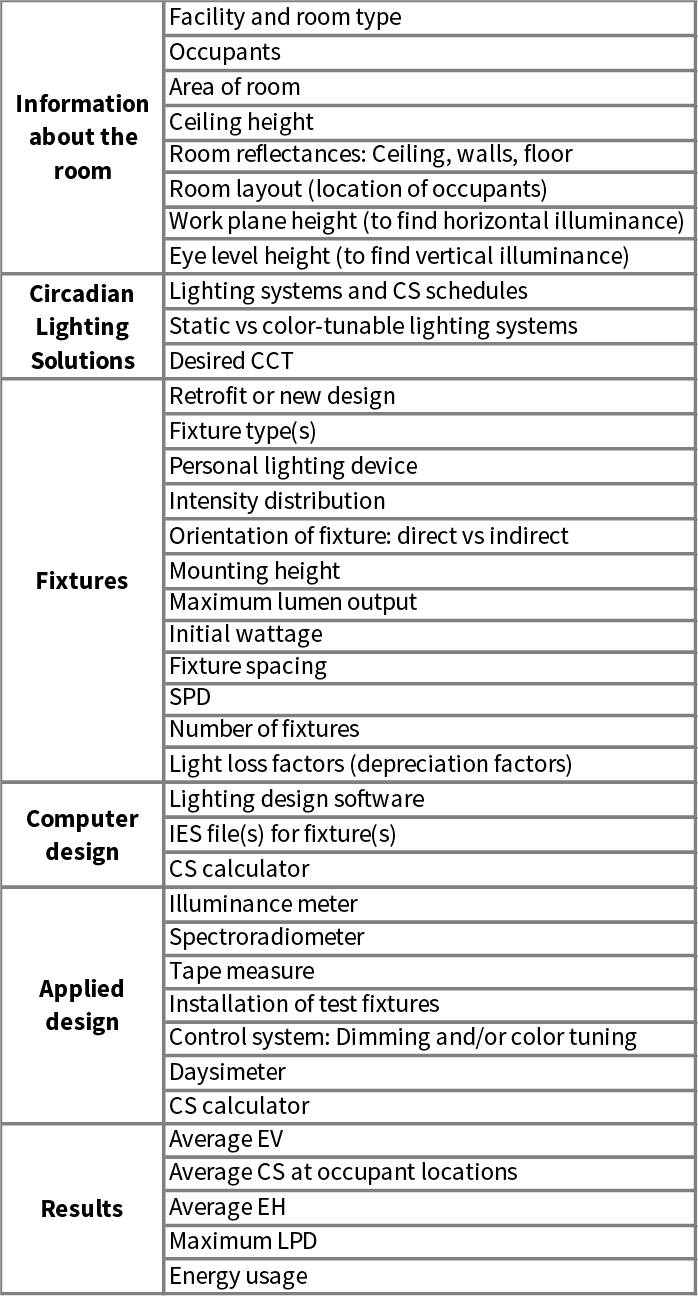 Information
about the
room
Facility and room type
Occupants
Area of room
Ceiling height
Room reflectances: Ceiling, walls, floor
Room layout (location of occupants)
Work plane height (to find horizontal illuminance)
Eye level height (to find vertical illuminance)
Circadian
Lighting
Solutions
Lighting systems and CS schedules
Static vs color-tunable lighting systems
Desired CCT
Fixtures
Retrofit or new design
Fixture type(s)
Personal lighting device
Intensity distribution
Orientation of fixture: direct vs indirect
Mounting height
Maximum lumen output
Initial wattage
Fixture spacing
SPD
Number of fixtures
Light loss factors (depreciation factors)
Computer
design
Lighting design software
IES file(s) for fixture(s)
CS calculator
Applied
design
Illuminance meter
Spectroradiometer
Tape measure
Installation of test fixtures
Control system: Dimming and/or color tuning
Daysimeter
CS calculator
Results
Average EV
Average CS at occupant locations
Average EH
Maximum LPD
Energy usage